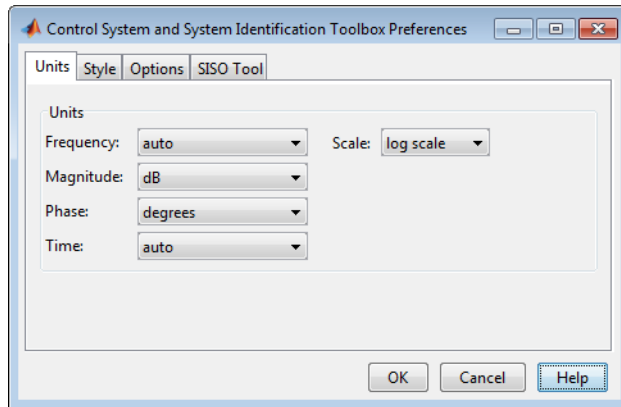 Control System and System Identification Toolbox Preferences
Units Style Options SISO Tool
Units
Frequency: auto Scale: log scale
Magnitude: dB
Phase: degrees
Time: auto
OK Cancel Help